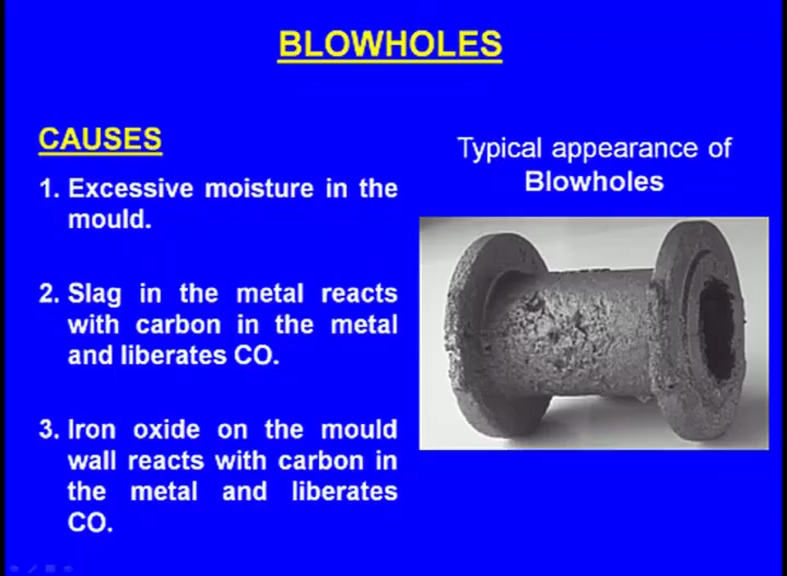 BLOWHOLES
CAUSES
1. Excessive moisture in the
mould.
2. Slag in the metal reacts
with carbon in the metal
and liberates CO.
3. Iron oxide on the mould
wall reacts with carbon in
the metal and liberates
CO.
Typical appearance of
Blowholes